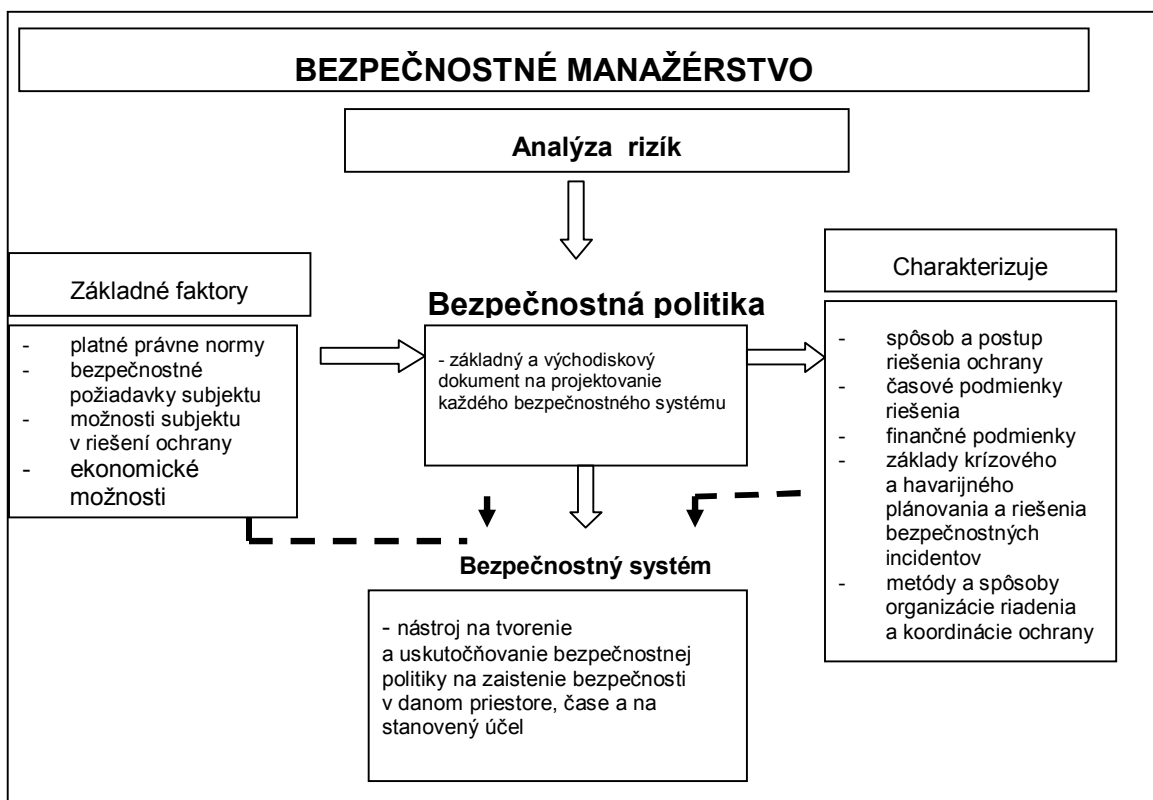 BEZPEČNOSTNÉ MANAŽÉRSTVO
Analýza rizík
Základné faktory
- platné právne normy
- bezpečnostné
požiadavky subjektu
- možnosti subjektu
v riešení ochrany
- ekonomické
možnosti
Bezpečnostná politika
- základný a východiskový
dokument na projektovanie
každého bezpečnostného systému
Charakterizuje
- spôsob a postup
riešenia ochrany
- časové podmienky
riešenia
- finančné podmienky
- základy krízového
a havarijného
plánovania a riešenia
bezpečnostných
incidentov
- metódy a spôsoby
organizácie riadenia
a koordinácie ochrany
Bezpečnostný systém
- nástroj na tvorenie
a uskutočňovanie bezpečnostnej
politiky na zaistenie bezpečnosti
v danom priestore, čase a na
stanovený účel